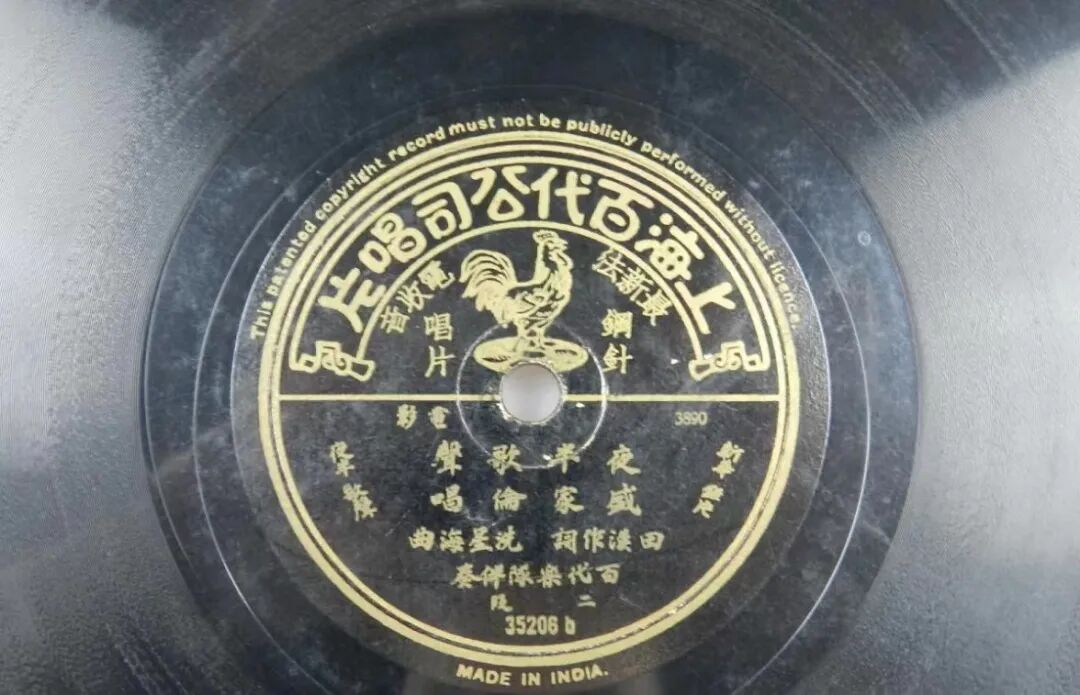 This patented copyright record must not be publicly performed without licence.
上海百代公司唱片
新法
收音
鋼針
唱片
電影
3890
新華
夜半歌聲
盛家倫唱
田漢作詞 冼星海曲
百代樂隊伴奏
二段
35206 b
MADE IN INDIA.